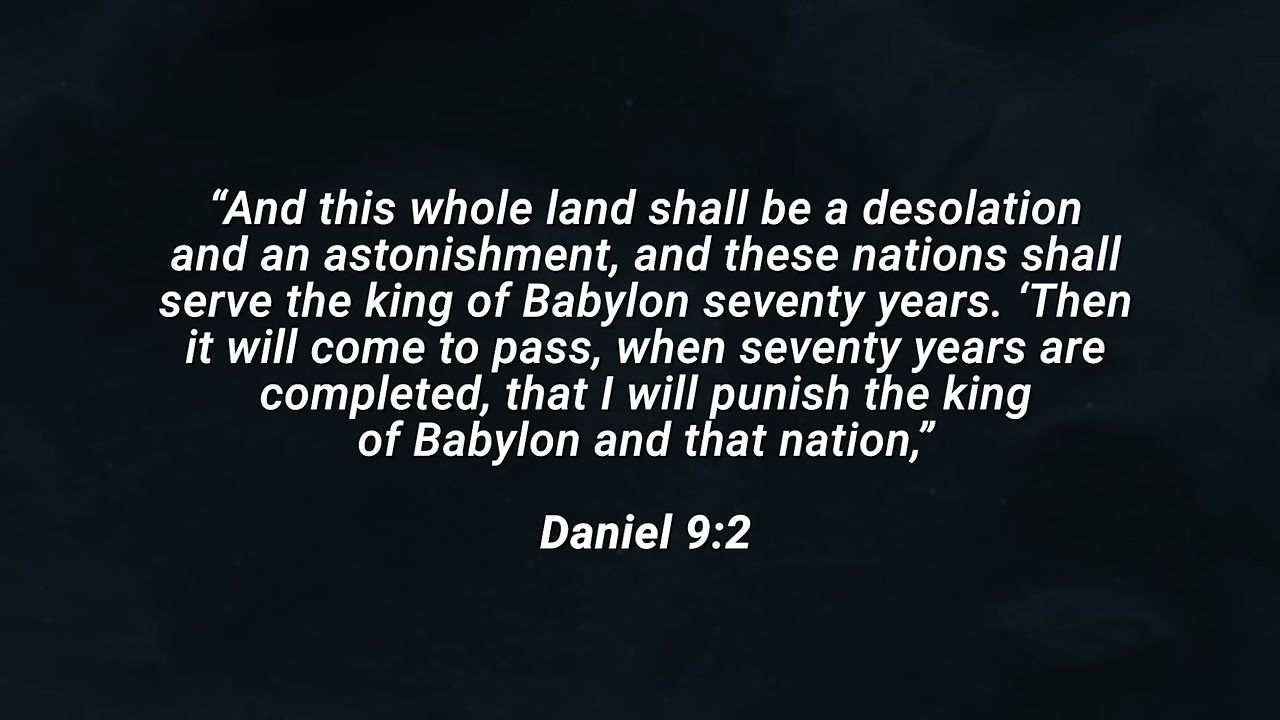 “And this whole land shall be a desolation
and an astonishment, and these nations shall
serve the king of Babylon seventy years. ‘Then
it will come to pass, when seventy years are
completed, that I will punish the king
of Babylon and that nation,”
Daniel 9:2